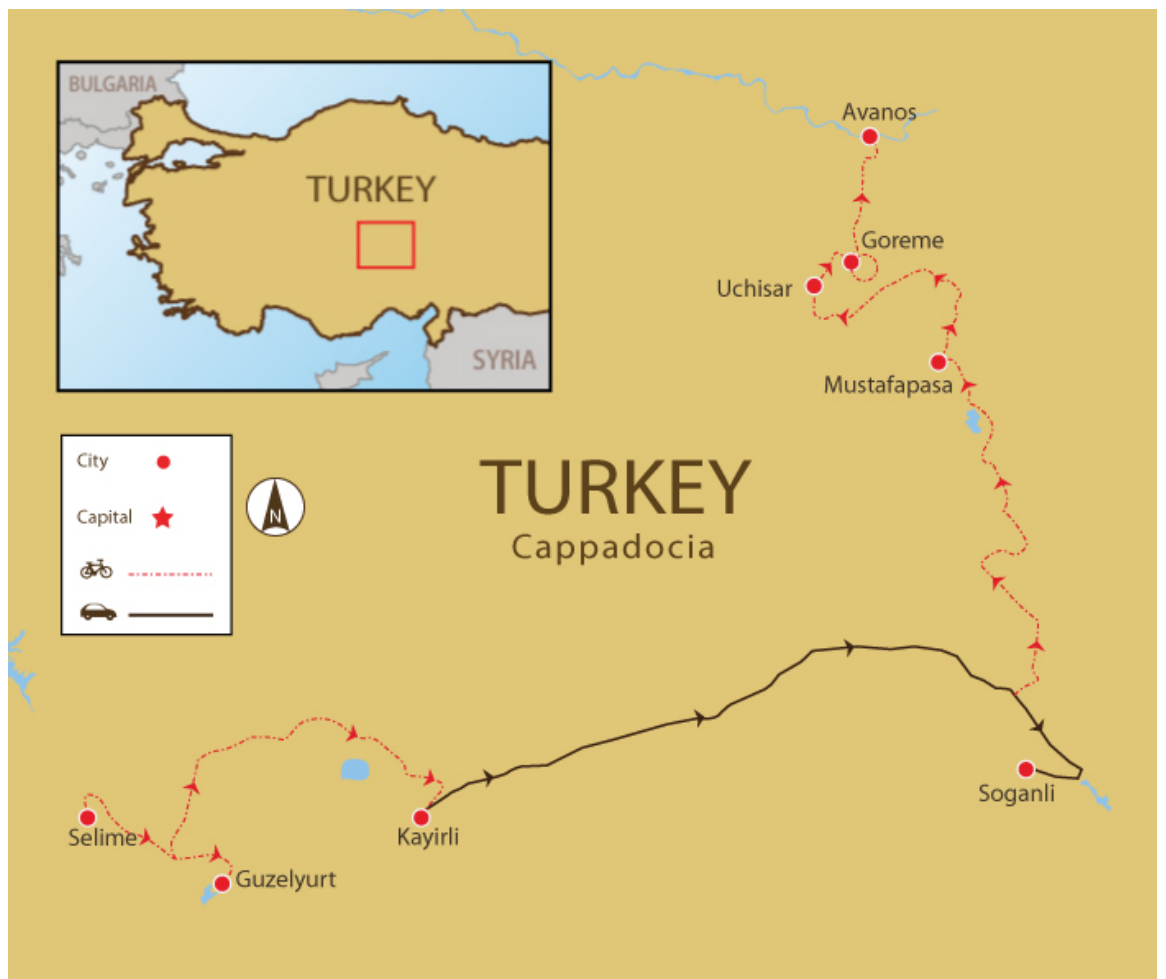 BULGARIA
TURKEY
SYRIA
Avanos
Goreme
Uchisar
Mustafapasa
City
Capital
N
TURKEY
Cappadocia
Selime
Guzelyurt
Kayirli
Soganli